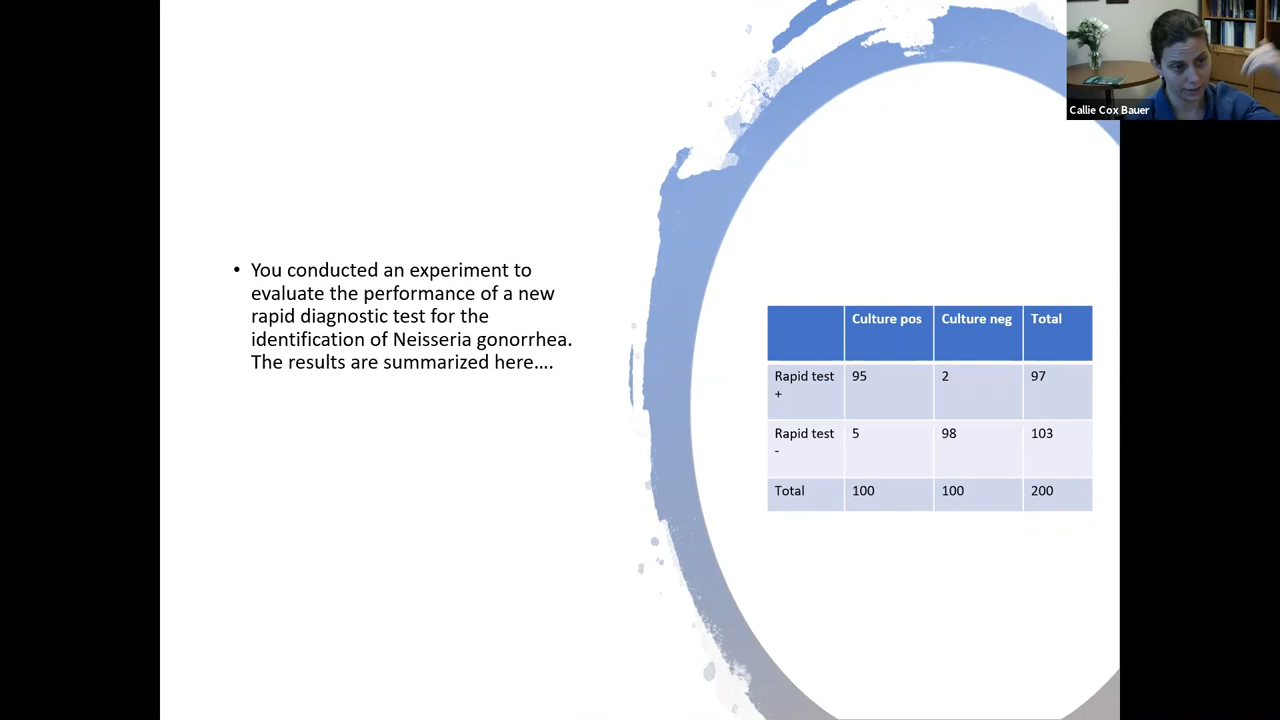 Callie Cox Bauer
• You conducted an experiment to
evaluate the performance of a new
rapid diagnostic test for the
identification of Neisseria gonorrhea.
The results are summarized here....
Culture pos Culture neg Total
Rapid test + 95 2 97
Rapid test - 5 98 103
Total 100 100 200